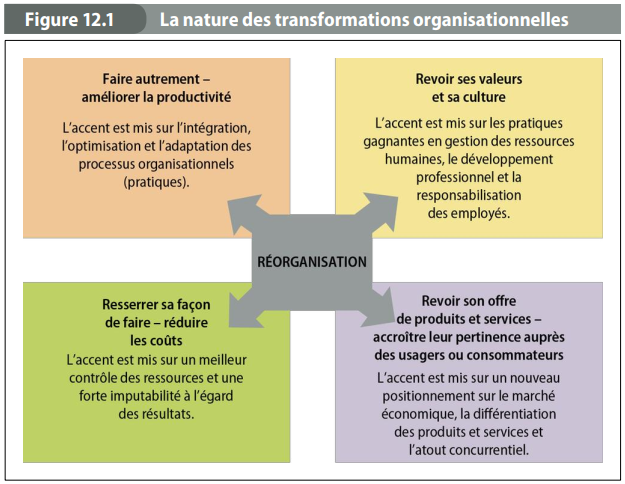 Figure 12.1 La nature des transformations organisationnelles
Faire autrement –
améliorer la productivité
L’accent est mis sur l’intégration,
l’optimisation et l’adaptation des
processus organisationnels
(pratiques).
Revoir ses valeurs
et sa culture
L’accent est mis sur les pratiques
gagnantes en gestion des ressources
humaines, le développement
professionnel et la
responsabilisation
des employés.
RÉORGANISATION
Resserrer sa façon
de faire – réduire
les coûts
L’accent est mis sur un meilleur
contrôle des ressources et une
forte imputabilité à l’égard
des résultats.
Revoir son offre
de produits et services –
accroître leur pertinence auprès
des usagers ou consommateurs
L’accent est mis sur un nouveau
positionnement sur le marché
économique, la différentiation
des produits et services et
l’atout concurrentiel.